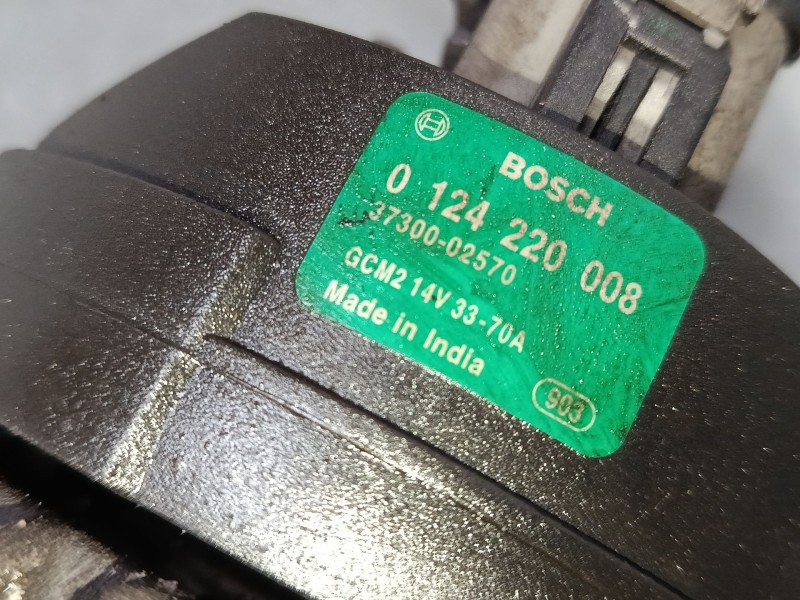 BOSCH
0 124 220 008
37300-02570
GCM2 14V 33-70A
Made in India
903